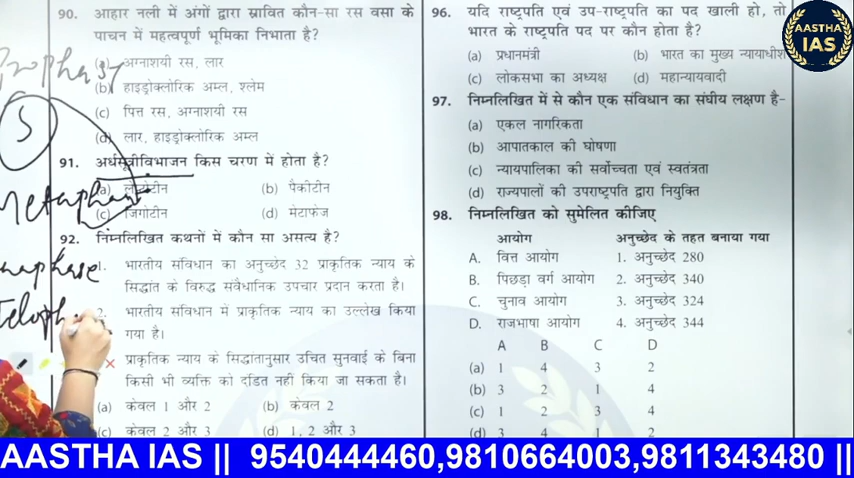 90. आहार नली में अंगों द्वारा स्रावित कौन-सा रस वसा के
पाचन में महत्वपूर्ण भूमिका निभाता है?
(a) अग्नाशयी रस, लार
(b) हाइड्रोक्लोरिक अम्ल, श्लेम
(c) पित्त रस, अग्नाशयी रस
(d) लार, हाइड्रोक्लोरिक अम्ल
91. अर्धसूत्रीविभाजन किस चरण में होता है?
(a) लेप्टोटीन (b) पैकीटीन
(c) जिगोटीन (d) मेटाफेज
92. निम्नलिखित कथनों में कौन सा असत्य है?
1. भारतीय संविधान का अनुच्छेद 32 प्राकृतिक न्याय के
सिद्धांत के विरुद्ध संवैधानिक उपचार प्रदान करता है।
2. भारतीय संविधान में प्राकृतिक न्याय का उल्लेख किया
गया है।
प्राकृतिक न्याय के सिद्धांतानुसार उचित सुनवाई के बिना
किसी भी व्यक्ति को दंडित नही किया जा सकता है।
(a) केवल 1 और 2 (b) केवल 2
(c) केवल 2 और 3 (d) 1, 2 और 3
96. यदि राष्ट्रपति एवं उप-राष्ट्रपति का पद खाली हो, तो
भारत के राष्ट्रपति पद पर कौन होता है?
(a) प्रधानमंत्री (b) भारत का मुख्य न्यायाधीश
(c) लोकसभा का अध्यक्ष (d) महान्यायवादी
97. निम्नलिखित में से कौन एक संविधान का संघीय लक्षण है-
(a) एकल नागरिकता
(b) आपातकाल की घोषणा
(c) न्यायपालिका की सर्वोच्चता एवं स्वतंत्रता
(d) राज्यपालों की उपराष्ट्रपति द्वारा नियुक्ति
98. निम्नलिखित को सुमेलित कीजिए
आयोग अनुच्छेद के तहत बनाया गया
A. वित्त आयोग 1. अनुच्छेद 280
B. पिछड़ा वर्ग आयोग 2. अनुच्छेद 340
C. चुनाव आयोग 3. अनुच्छेद 324
D. राजभाषा आयोग 4. अनुच्छेद 344
A B C D
(a) 1 4 3 2
(b) 3 2 1 4
(c) 1 2 3 4
(d) 3 4 1 2
AASTHA
IAS
AASTHA IAS || 9540444460,9810664003,9811343480 ||